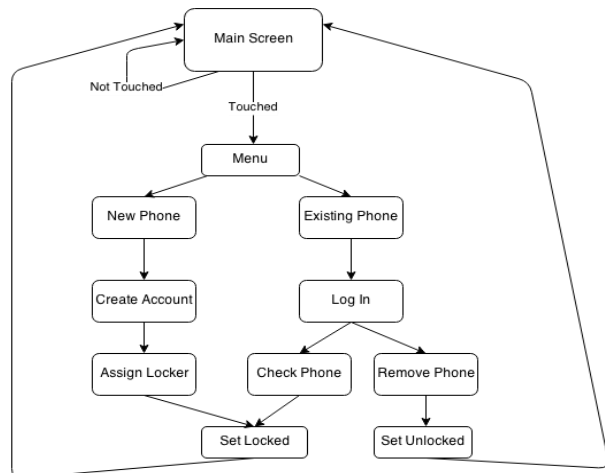 Main Screen
Not Touched
Touched
Menu
New Phone
Existing Phone
Create Account
Log In
Assign Locker
Check Phone
Remove Phone
Set Locked
Set Unlocked